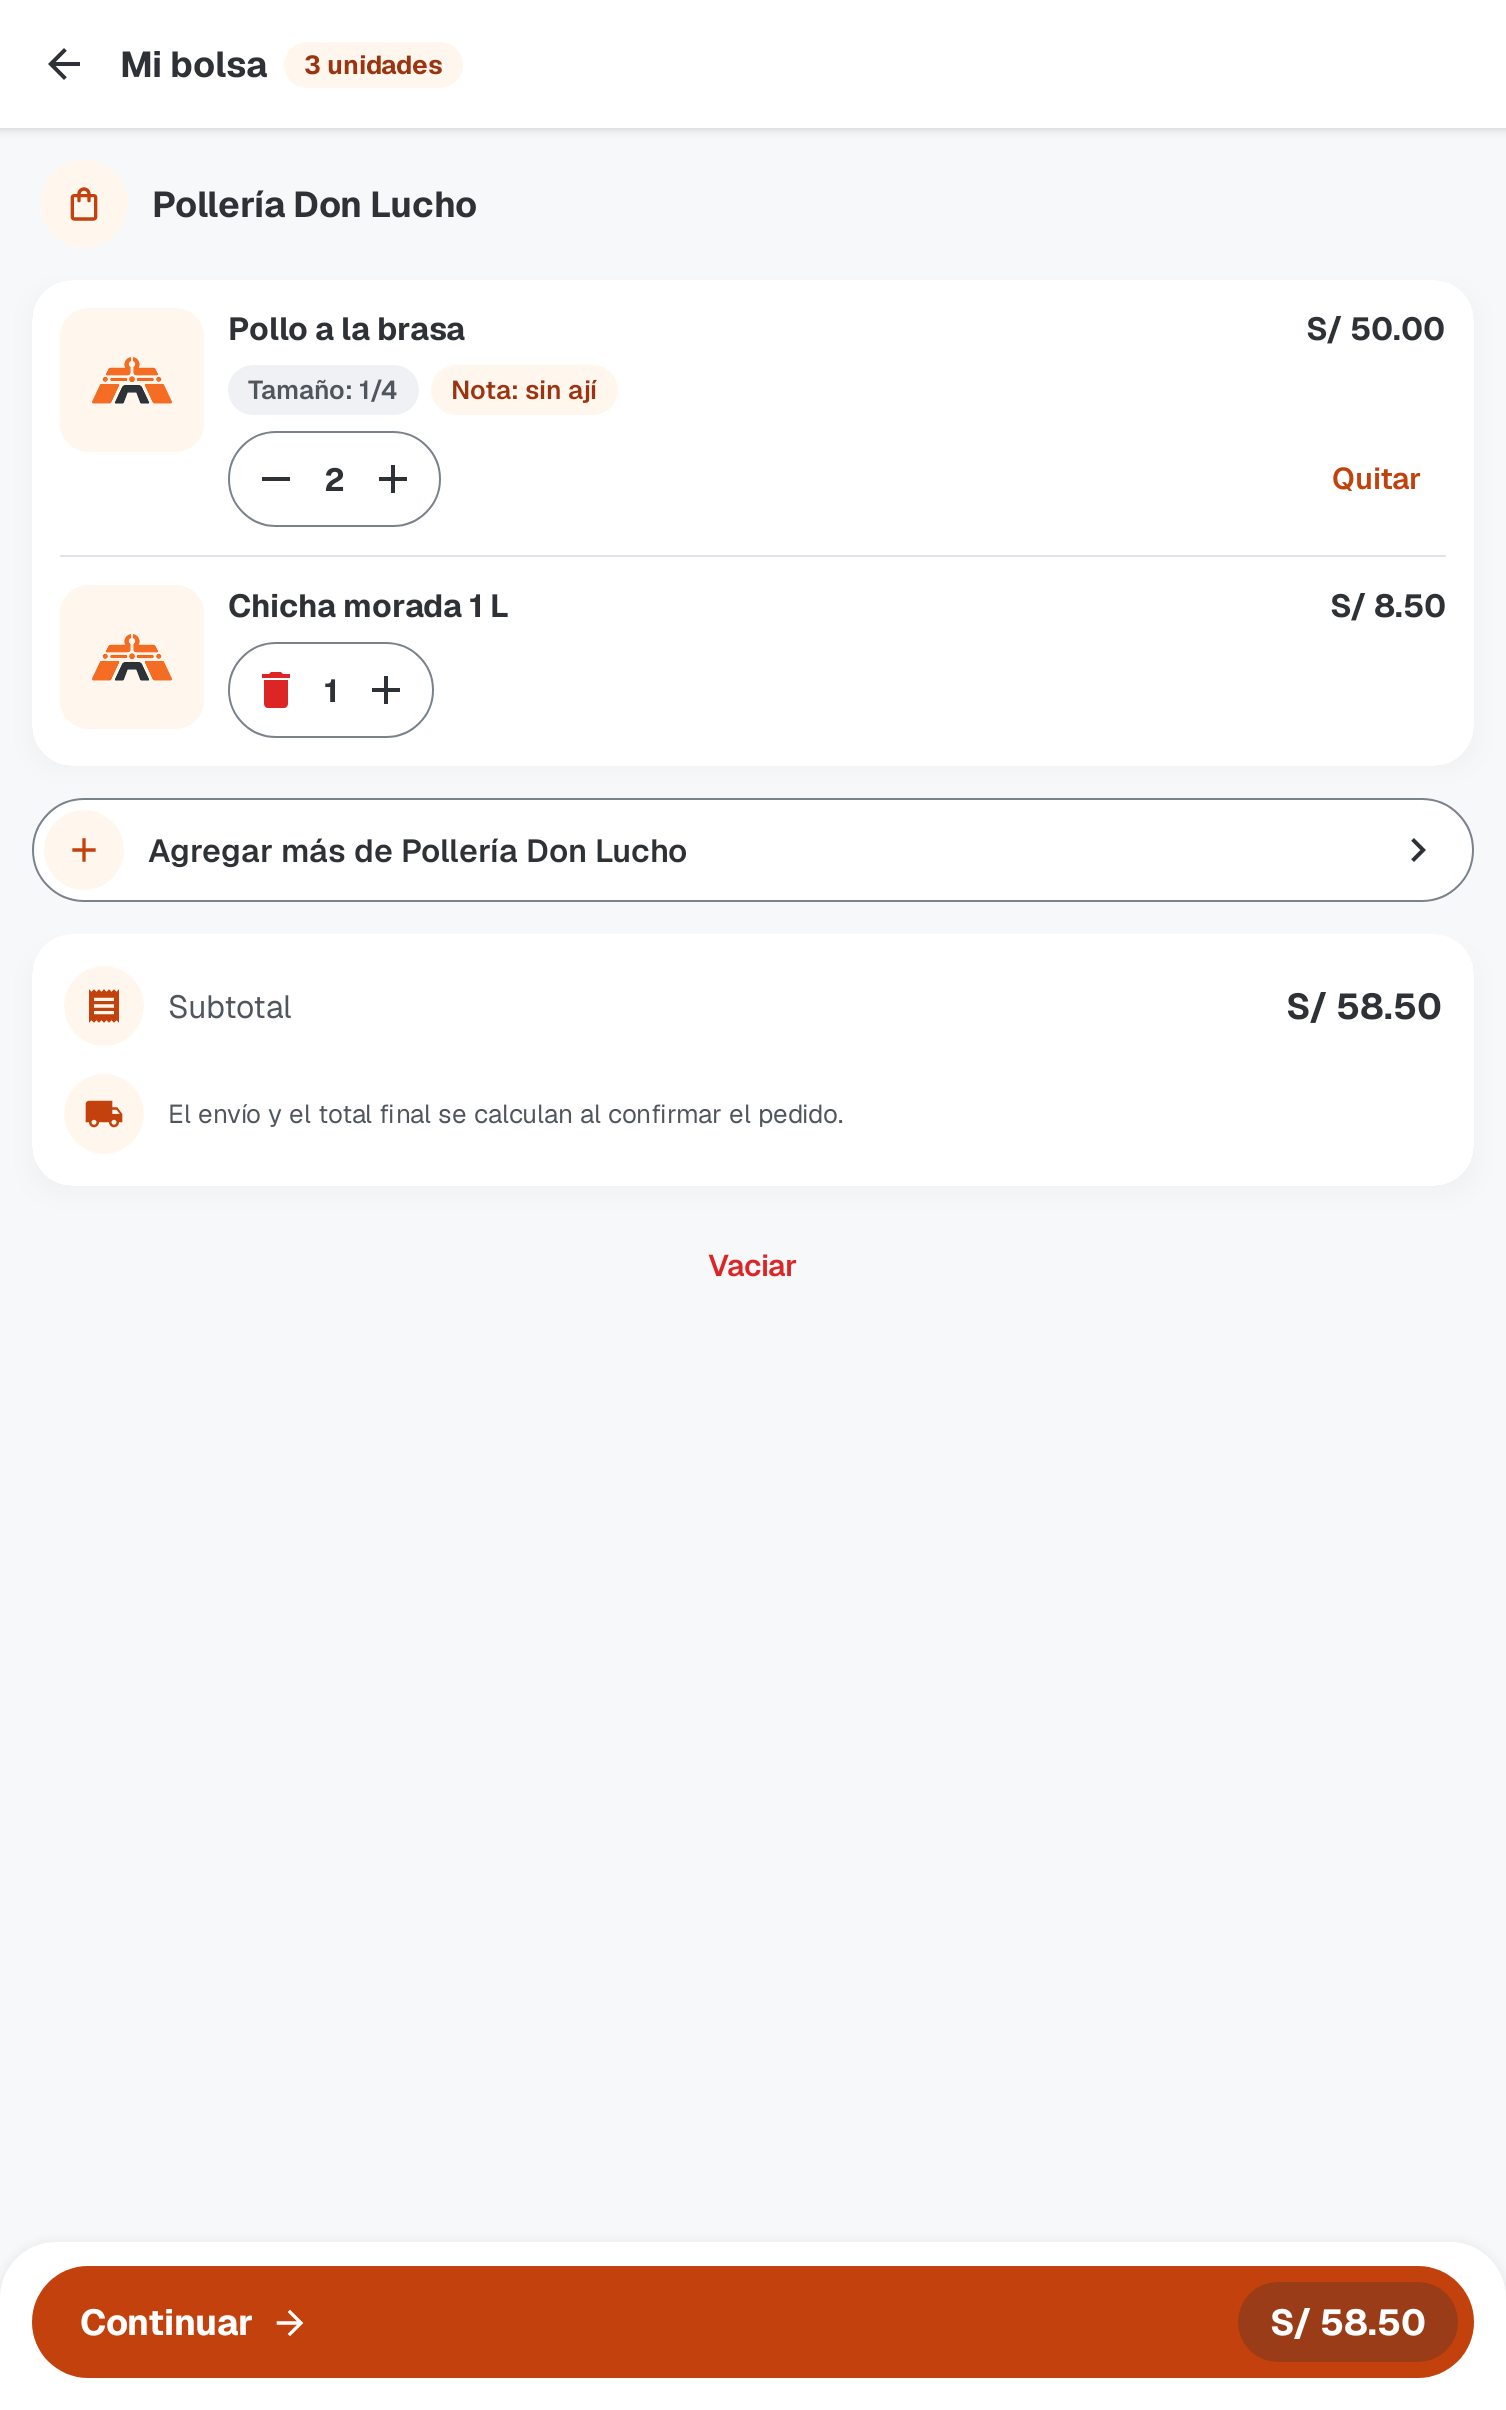 Mi bolsa 3 unidades
Pollería Don Lucho
Pollo a la brasa S/ 50.00
Tamaño: 1/4 Nota: sin ají
2 Quitar
Chicha morada 1 L S/ 8.50
1
Agregar más de Pollería Don Lucho
Subtotal S/ 58.50
El envío y el total final se calculan al confirmar el pedido.
Vaciar
Continuar S/ 58.50